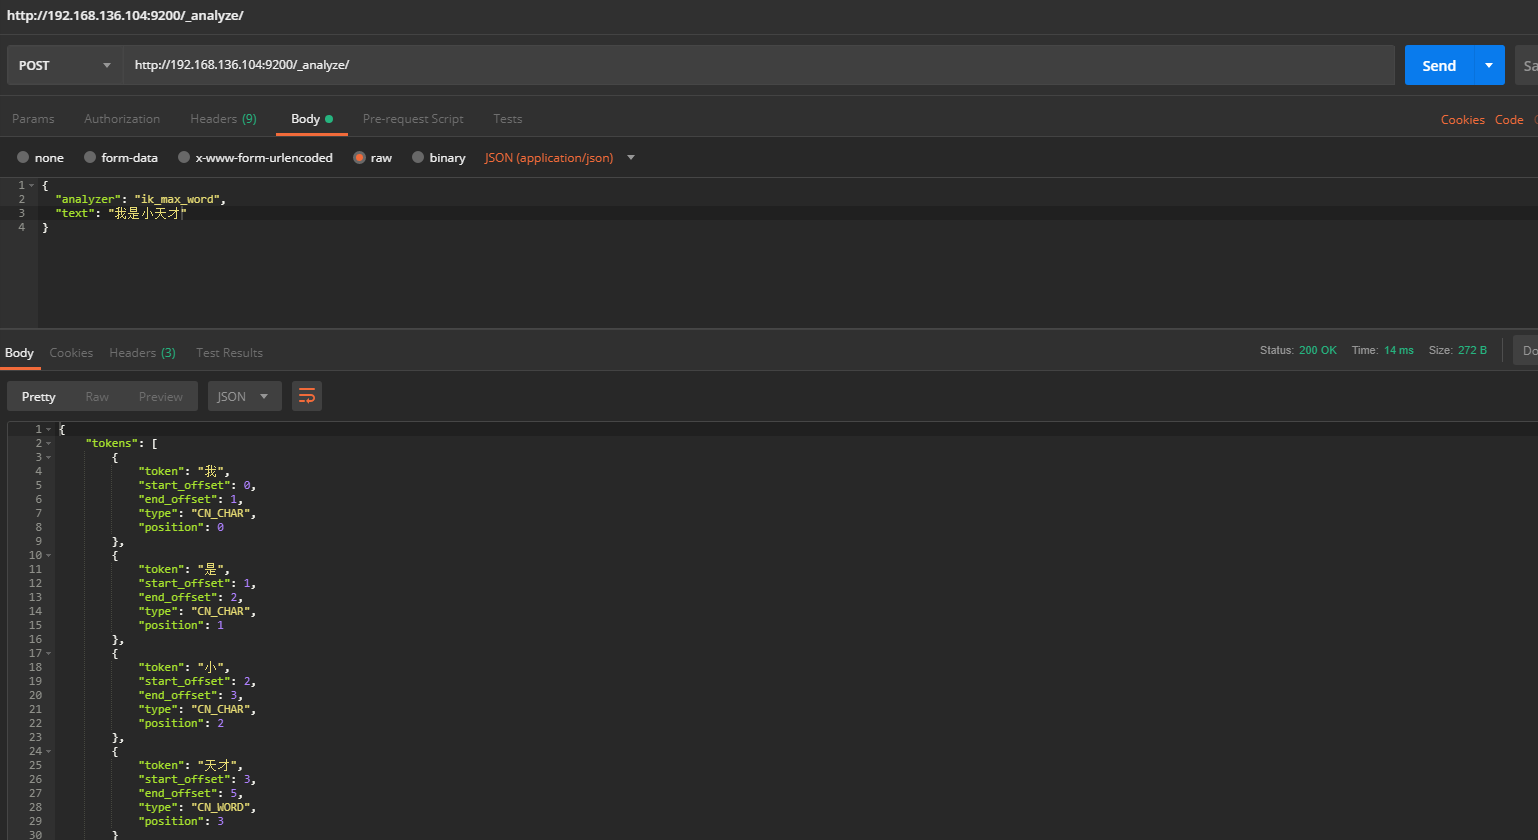 http://192.168.136.104:9200/_analyze/
POST http://192.168.136.104:9200/_analyze/ Send Sa
Params Authorization Headers (9) Body Pre-request Script Tests Cookies Code
none form-data x-www-form-urlencoded raw binary JSON (application/json)
1 {
2 "analyzer": "ik_max_word",
3 "text": "我是小天才"
4 }
Body Cookies Headers (3) Test Results Status: 200 OK Time: 14 ms Size: 272 B Do
Pretty Raw Preview JSON
1 {
2 "tokens": [
3 {
4 "token": "我",
5 "start_offset": 0,
6 "end_offset": 1,
7 "type": "CN_CHAR",
8 "position": 0
9 },
10 {
11 "token": "是",
12 "start_offset": 1,
13 "end_offset": 2,
14 "type": "CN_CHAR",
15 "position": 1
16 },
17 {
18 "token": "小",
19 "start_offset": 2,
20 "end_offset": 3,
21 "type": "CN_CHAR",
22 "position": 2
23 },
24 {
25 "token": "天才",
26 "start_offset": 3,
27 "end_offset": 5,
28 "type": "CN_WORD",
29 "position": 3
30 }